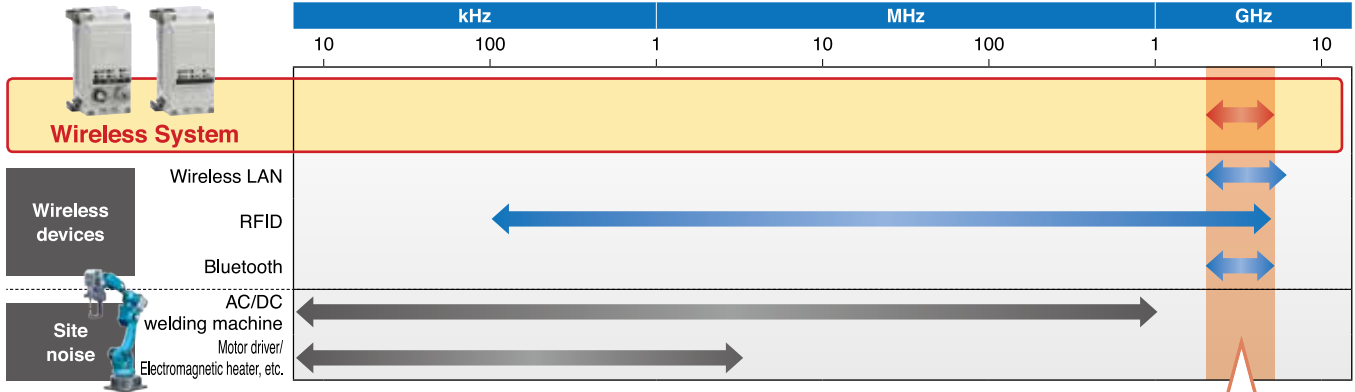 kHz MHz GHz
10 100 1 10 100 1 10
Wireless System
Wireless LAN
Wireless
devices
RFID
Bluetooth
AC/DC
welding machine
Site
noise
Motor driver/
Electromagnetic heater, etc.